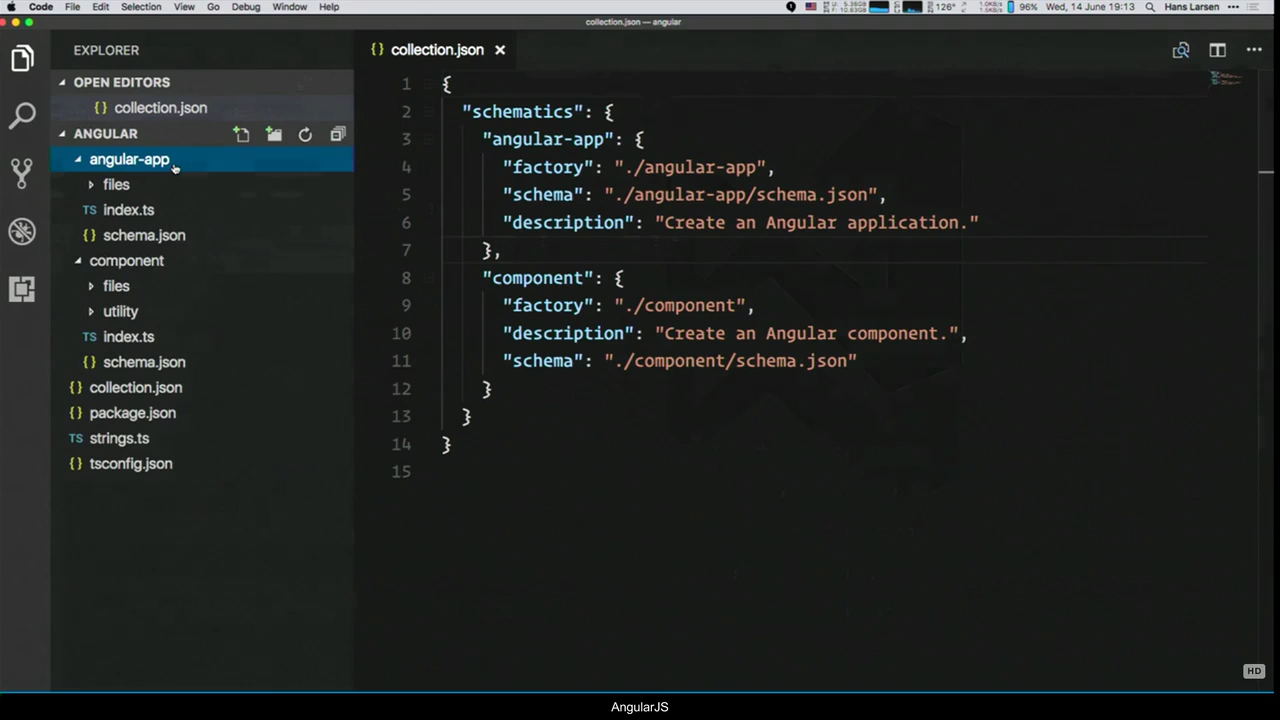 Code File Edit Selection View Go Debug Window Help 126° 96% Wed, 14 June 19:13 Hans Larsen
collection.json — angular
EXPLORER
OPEN EDITORS
{} collection.json
ANGULAR
angular-app
files
TS index.ts
{} schema.json
component
files
utility
TS index.ts
{} schema.json
{} collection.json
{} package.json
TS strings.ts
{} tsconfig.json
{} collection.json
1 {
2 "schematics": {
3 "angular-app": {
4 "factory": "./angular-app",
5 "schema": "./angular-app/schema.json",
6 "description": "Create an Angular application."
7 },
8 "component": {
9 "factory": "./component",
10 "description": "Create an Angular component.",
11 "schema": "./component/schema.json"
12 }
13 }
14 }
15
HD
AngularJS